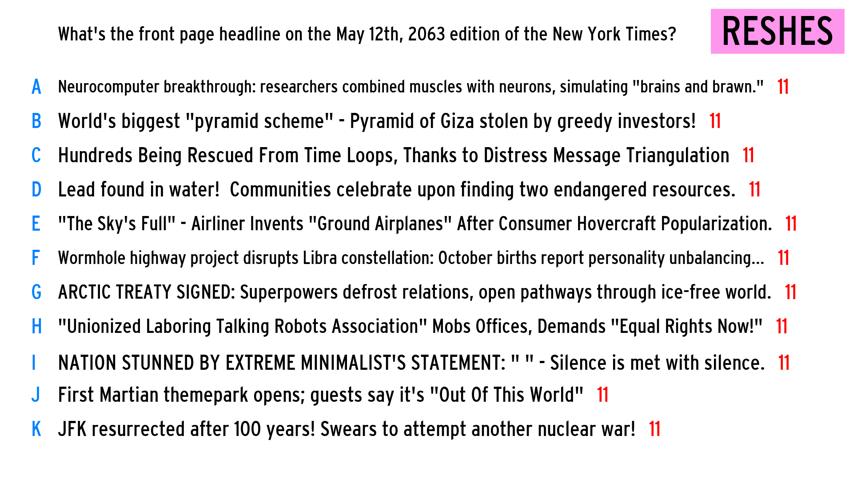 What's the front page headline on the May 12th, 2063 edition of the New York Times?
RESHES
A Neurocomputer breakthrough: researchers combined muscles with neurons, simulating "brains and brawn." 11
B World's biggest "pyramid scheme" - Pyramid of Giza stolen by greedy investors! 11
C Hundreds Being Rescued From Time Loops, Thanks to Distress Message Triangulation 11
D Lead found in water!  Communities celebrate upon finding two endangered resources. 11
E "The Sky's Full" - Airliner Invents "Ground Airplanes" After Consumer Hovercraft Popularization. 11
F Wormhole highway project disrupts Libra constellation: October births report personality unbalancing... 11
G ARCTIC TREATY SIGNED: Superpowers defrost relations, open pathways through ice-free world. 11
H "Unionized Laboring Talking Robots Association" Mobs Offices, Demands "Equal Rights Now!" 11
I NATION STUNNED BY EXTREME MINIMALIST'S STATEMENT: " " - Silence is met with silence. 11
J First Martian themepark opens; guests say it's "Out Of This World" 11
K JFK resurrected after 100 years! Swears to attempt another nuclear war! 11